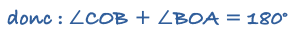 donc : ∠COB + ∠BOA = 180°